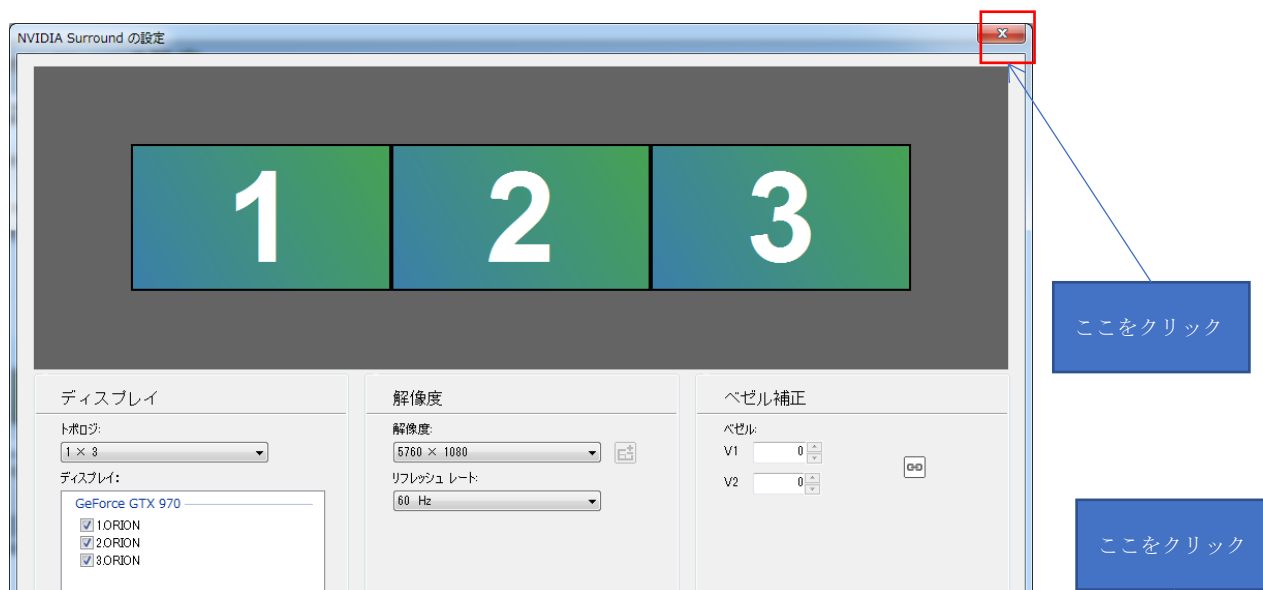 NVIDIA Surround の設定
1 2 3
ここをクリック
ディスプレイ
トポロジ:
1 × 3
ディスプレイ:
GeForce GTX 970
1.ORION
2.ORION
3.ORION
解像度
解像度:
5760 × 1080
リフレッシュ レート:
60 Hz
ベゼル補正
ベゼル:
V1 0
V2 0
ここをクリック